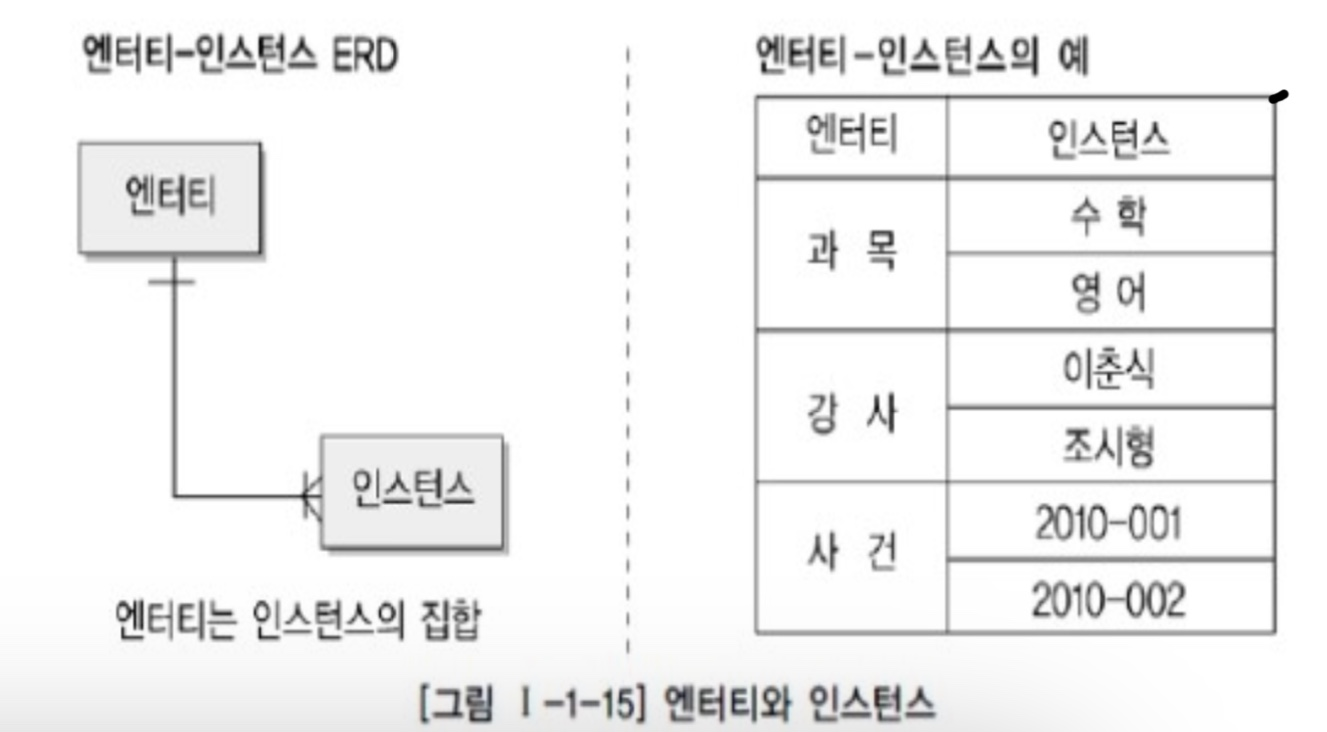 엔터티-인스턴스 ERD
엔터티
인스턴스
엔터티는 인스턴스의 집합
엔터티-인스턴스의 예
엔터티 인스턴스
과 목
수 학
영 어
강 사
이춘식
조시형
사 건
2010-001
2010-002
[그림 Ⅰ-1-15] 엔터티와 인스턴스